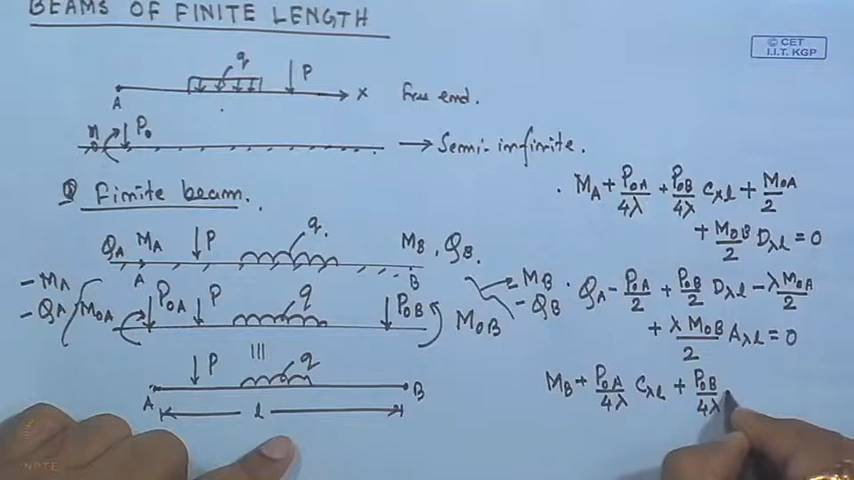 BEAMS OF FINITE LENGTH
© CET
I.I.T. KGP
q
P
A
x
Free end.
P₀
→ Semi-infinite.
Finite beam.
Q_A M_A
P
q.
M_B . Q_B.
A
B
- M_A
- Q_A
M_0A
P_0A
P
q
P_0B
M_0B
- M_B
- Q_B
P
q
A
B
l
M_A + P_0A/4λ + P_0B/4λ C_λl + M_0A/2
+ M_0B/2 D_λl = 0
Q_A - P_0A/2 + P_0B/2 D_λl - λM_0A/2
+ λM_0B/2 A_λl = 0
M_B + P_0A/4λ C_λl + P_0B/4λ
NPTEL